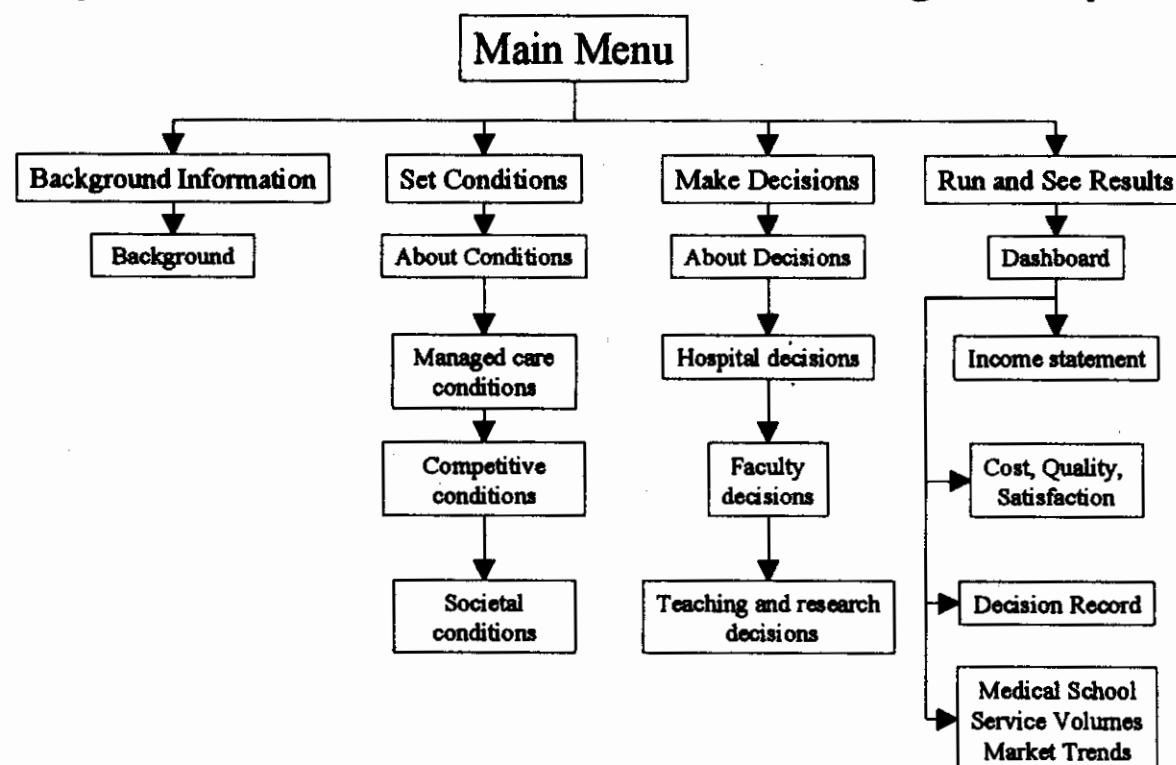 Main Menu
Background Information
Set Conditions
Make Decisions
Run and See Results
Background
About Conditions
About Decisions
Dashboard
Managed care
conditions
Hospital decisions
Income statement
Competitive
conditions
Faculty
decisions
Cost, Quality,
Satisfaction
Societal
conditions
Teaching and research
decisions
Decision Record
Medical School
Service Volumes
Market Trends